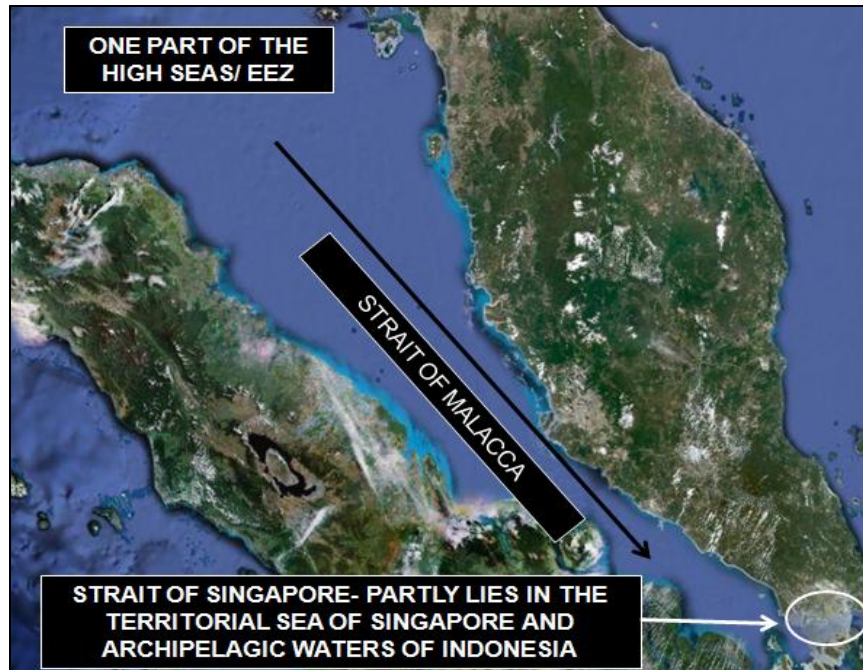 ONE PART OF THE
HIGH SEAS/ EEZ
STRAIT OF MALACCA
STRAIT OF SINGAPORE- PARTLY LIES IN THE
TERRITORIAL SEA OF SINGAPORE AND
ARCHIPELAGIC WATERS OF INDONESIA